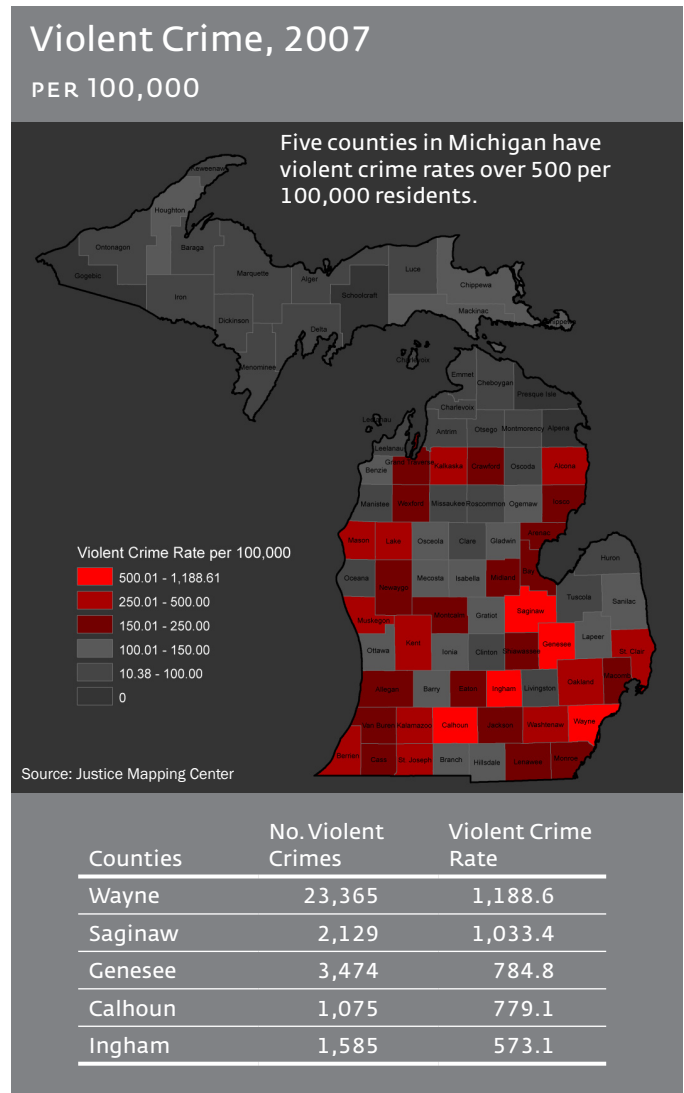 Violent Crime, 2007
PER 100,000
Five counties in Michigan have
violent crime rates over 500 per
100,000 residents.
Houghton
Ontonagon
Baraga
Gogebic
Marquette
Alger
Luce
Chippewa
Schoolcraft
Iron
Mackinac
Dickinson
Delta
Menominee
Emmet
Cheboygan
Presque Isle
Charlevoix
Antrim
Otsego
Montmorency
Alpena
Leelanau
Benzie
Kalkaska
Crawford
Oscoda
Alcona
Manistee
Wexford
Missaukee
Roscommon
Ogemaw
Iosco
Mason
Lake
Osceola
Clare
Gladwin
Arenac
Huron
Oceana
Newaygo
Mecosta
Isabella
Midland
Bay
Tuscola
Sanilac
Muskegon
Montcalm
Gratiot
Saginaw
Ottawa
Kent
Ionia
Clinton
Shiawassee
Genesee
Lapeer
St. Clair
Allegan
Barry
Eaton
Ingham
Livingston
Oakland
Macomb
Van Buren
Kalamazoo
Calhoun
Jackson
Washtenaw
Wayne
Berrien
Cass
St. Joseph
Branch
Hillsdale
Lenawee
Monroe
Violent Crime Rate per 100,000
500.01 - 1,188.61
250.01 - 500.00
150.01 - 250.00
100.01 - 150.00
10.38 - 100.00
0
Source: Justice Mapping Center
No. Violent Violent Crime
Counties Crimes Rate
Wayne 23,365 1,188.6
Saginaw 2,129 1,033.4
Genesee 3,474 784.8
Calhoun 1,075 779.1
Ingham 1,585 573.1